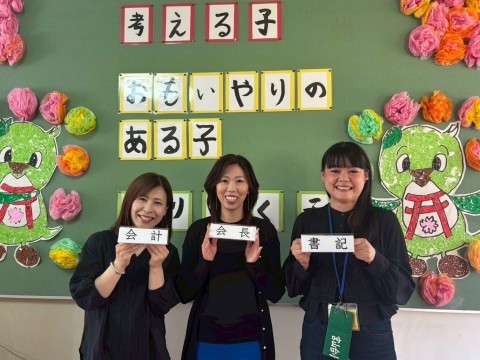 考える子
おもいやりの
ある子
会計
会長
書記